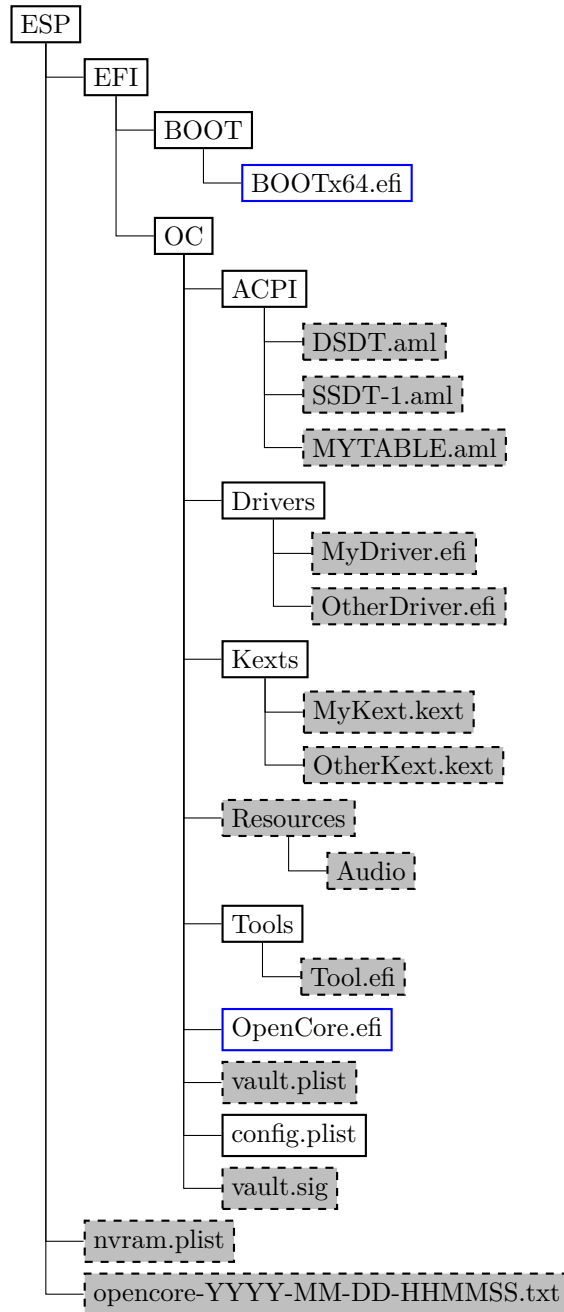 ESP
EFI
BOOT
BOOTx64.efi
OC
ACPI
DSDT.aml
SSDT-1.aml
MYTABLE.aml
Drivers
MyDriver.efi
OtherDriver.efi
Kexts
MyKext.kext
OtherKext.kext
Resources
Audio
Tools
Tool.efi
OpenCore.efi
vault.plist
config.plist
vault.sig
nvram.plist
opencore-YYYY-MM-DD-HHMMSS.txt